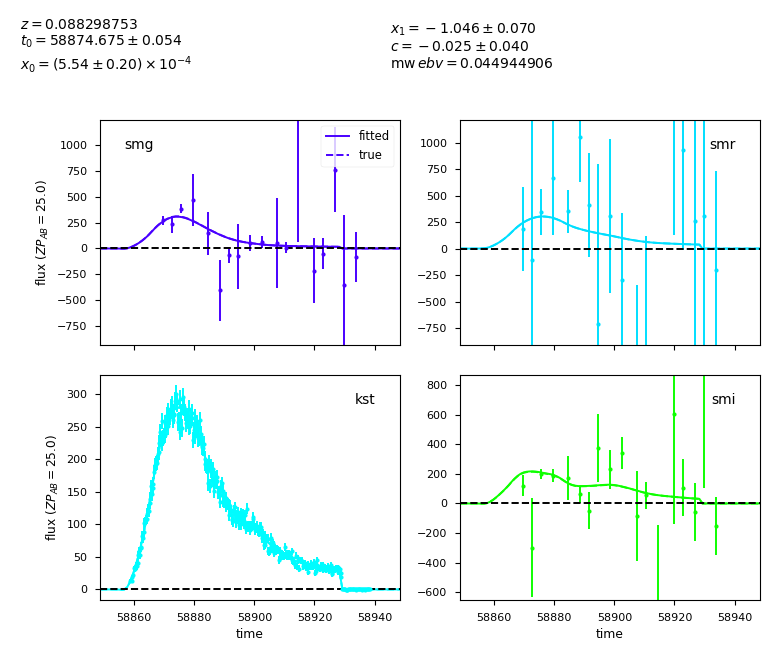 z = 0.088298753
t₀ = 58874.675 ± 0.054
x₀ = (5.54 ± 0.20) × 10⁻⁴
x₁ = −1.046 ± 0.070
c = −0.025 ± 0.040
mw ebv = 0.044944906
smg
fitted
true
1000
750
500
250
0
−250
−500
−750
flux (ZP_AB = 25.0)
smr
1000
750
500
250
0
−250
−500
−750
kst
300
250
200
150
100
50
0
flux (ZP_AB = 25.0)
58860 58880 58900 58920 58940
time
smi
800
600
400
200
0
−200
−400
−600
58860 58880 58900 58920 58940
time